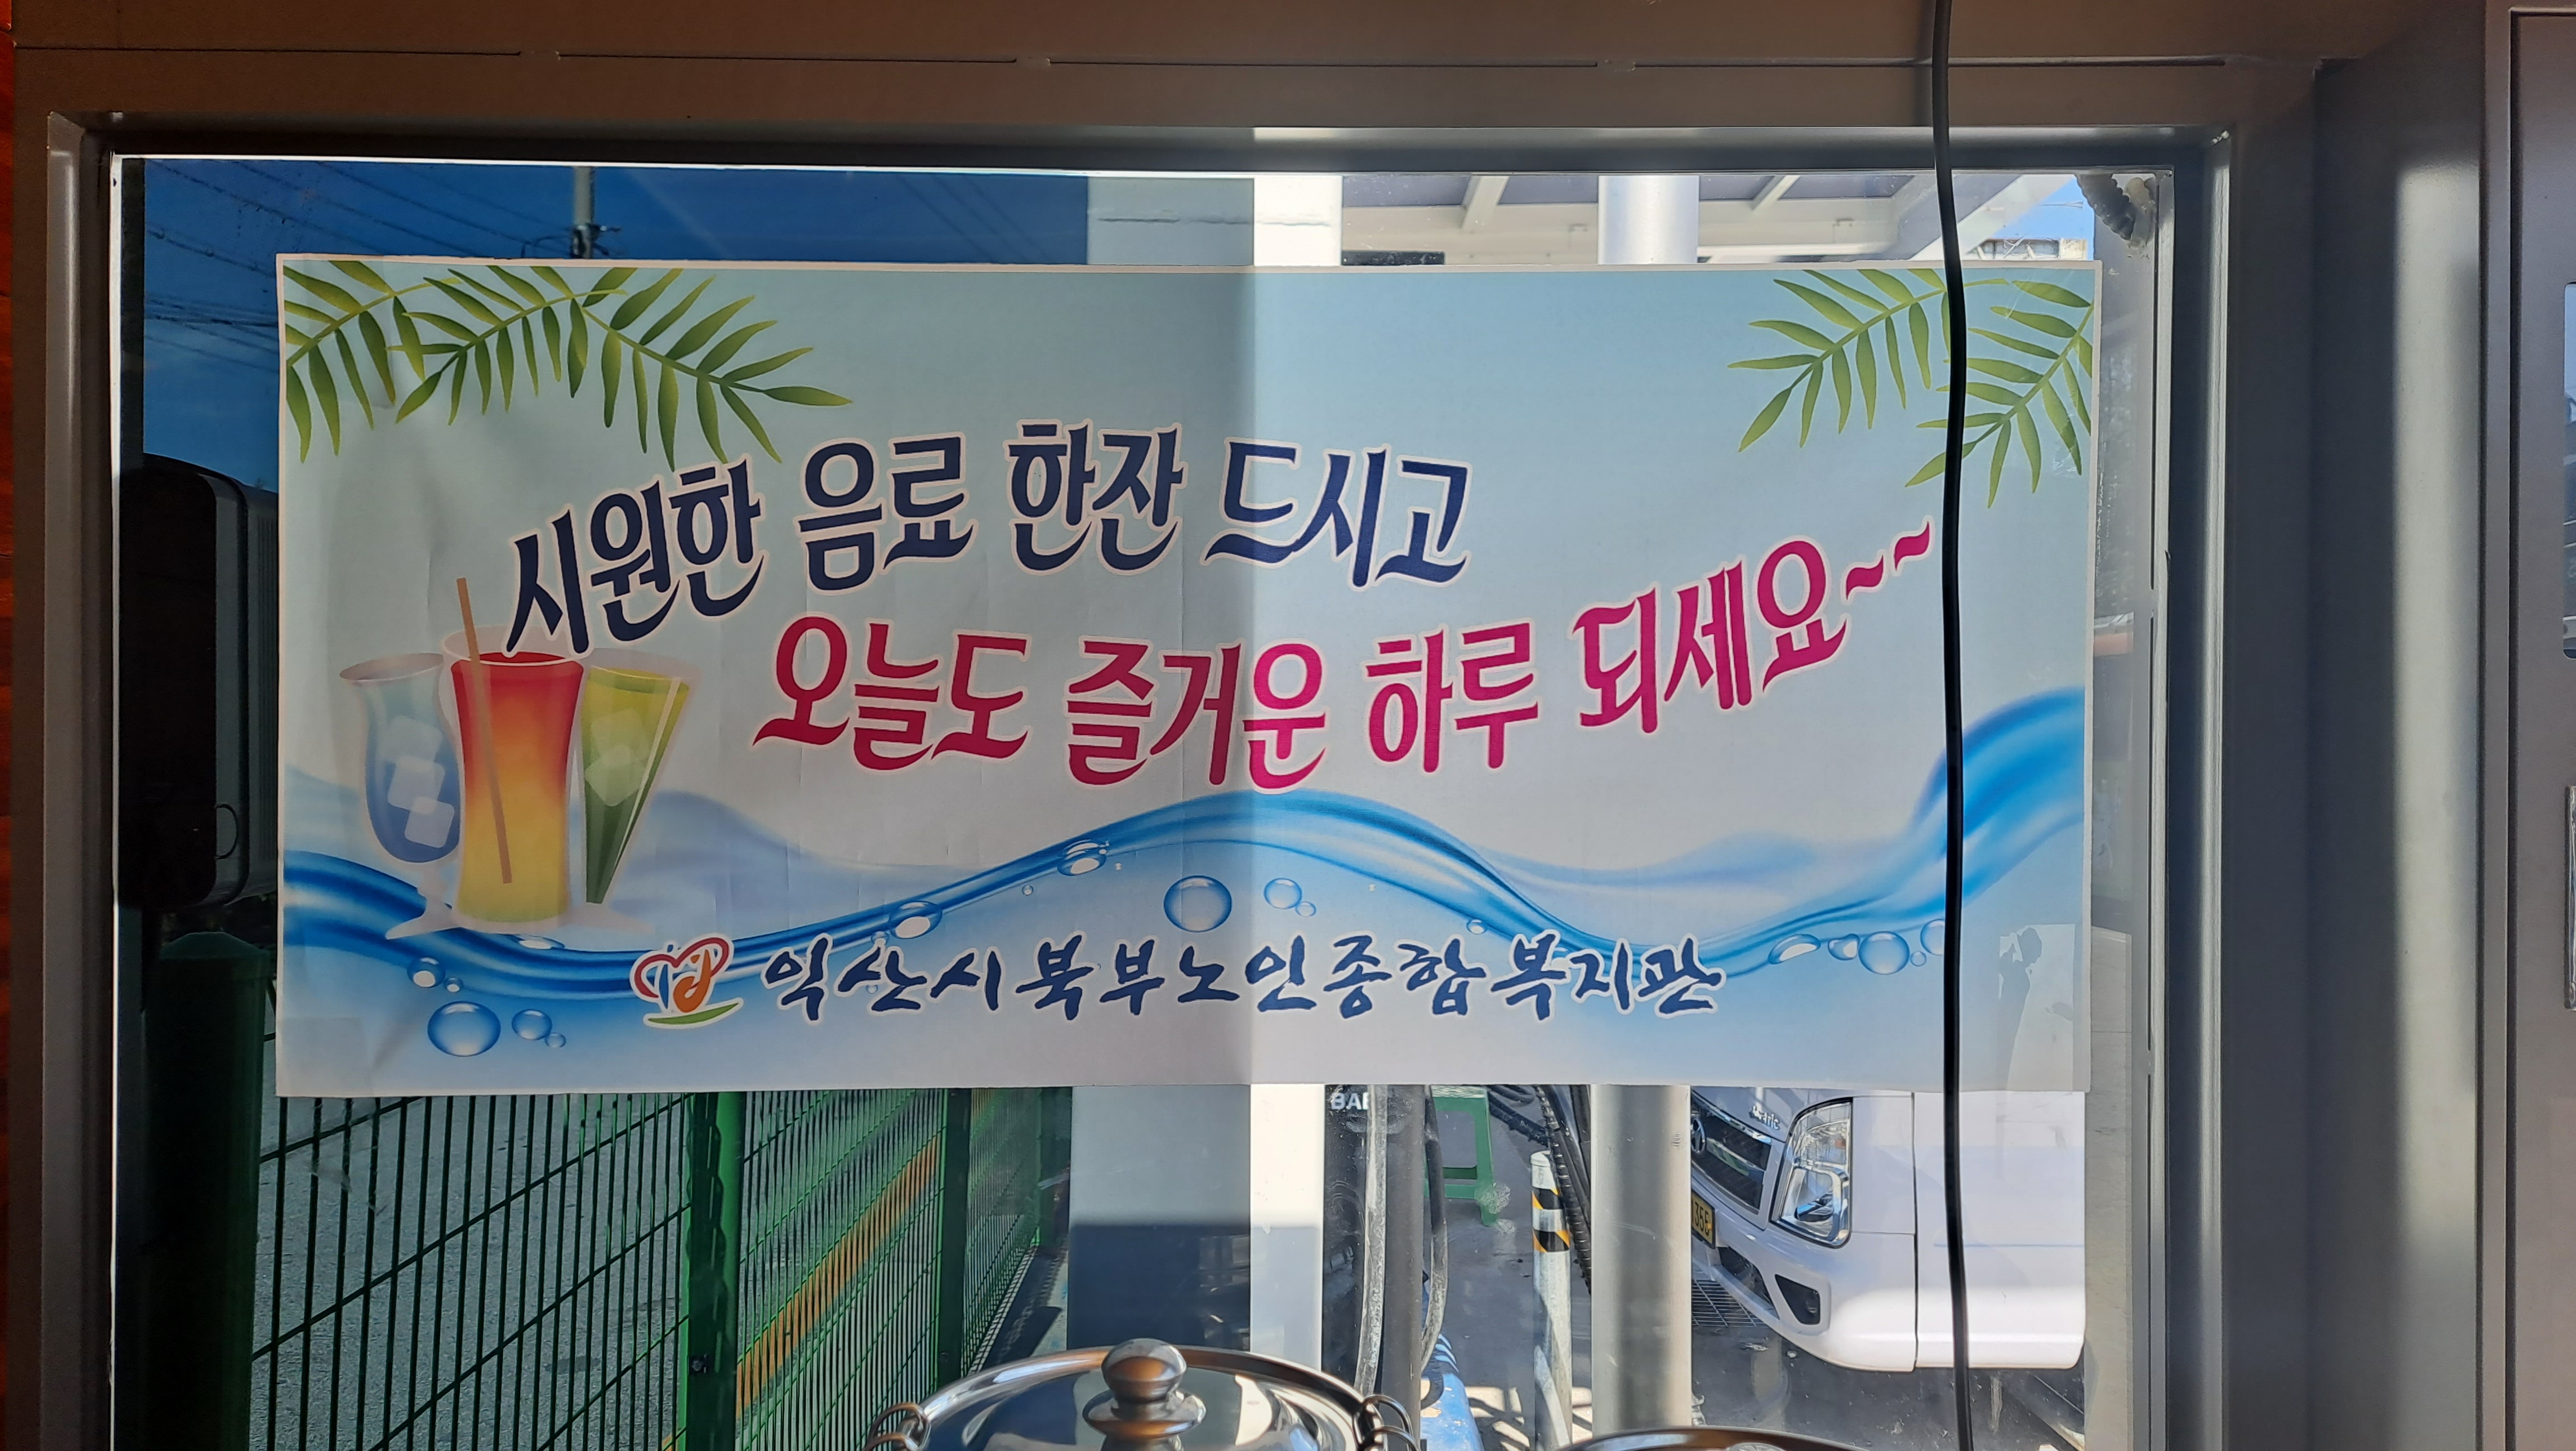 시원한 음료 한잔 드시고
오늘도 즐거운 하루 되세요~~
익산시북부노인종합복지관